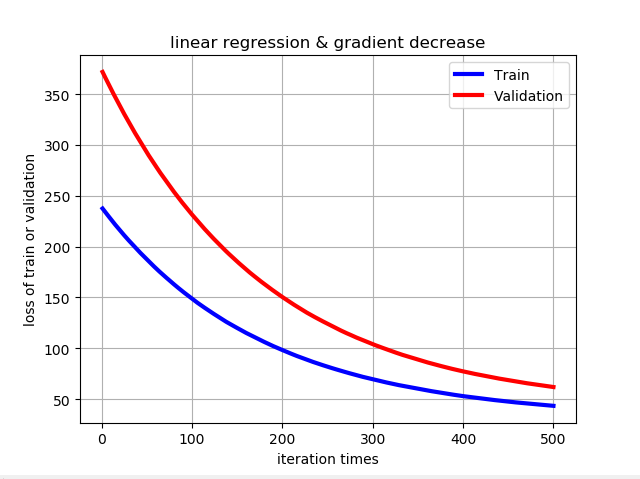 linear regression & gradient decrease
Train
Validation
350
300
250
200
150
100
50
loss of train or validation
0 100 200 300 400 500
iteration times